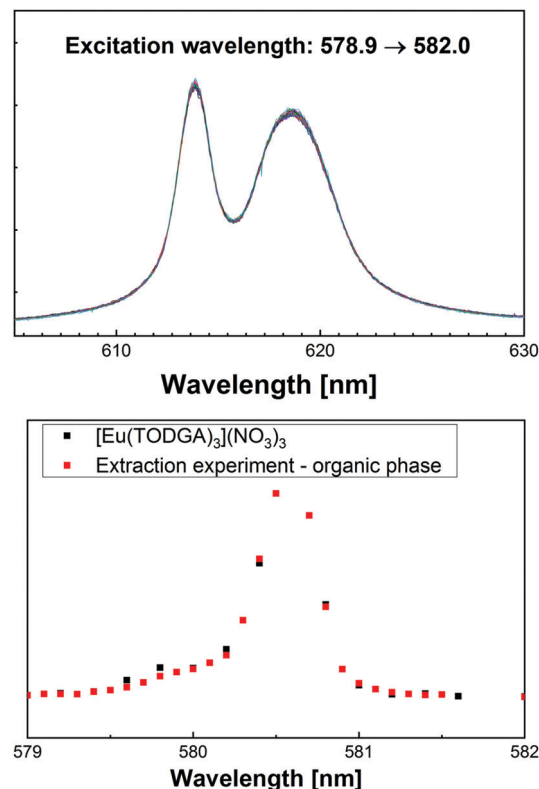 Excitation wavelength: 578.9 → 582.0
610 620 630
Wavelength [nm]
[Eu(TODGA)₃](NO₃)₃
Extraction experiment - organic phase
579 580 581 582
Wavelength [nm]